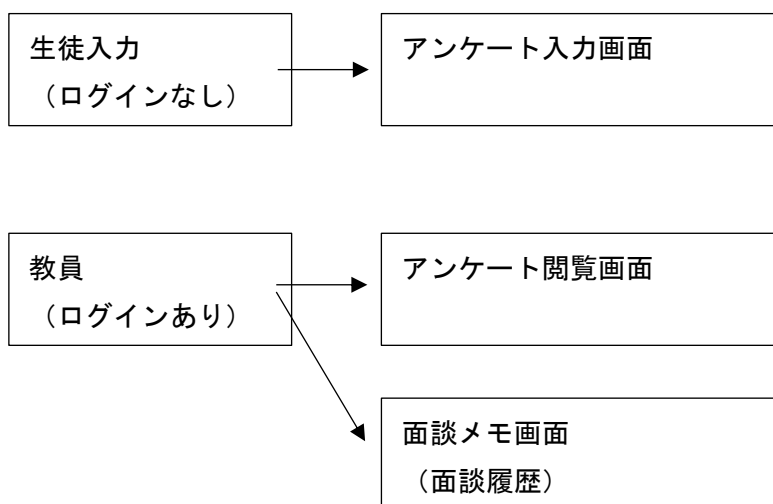 生徒入力
（ログインなし）
アンケート入力画面
教員
（ログインあり）
アンケート閲覧画面
面談メモ画面
（面談履歴）